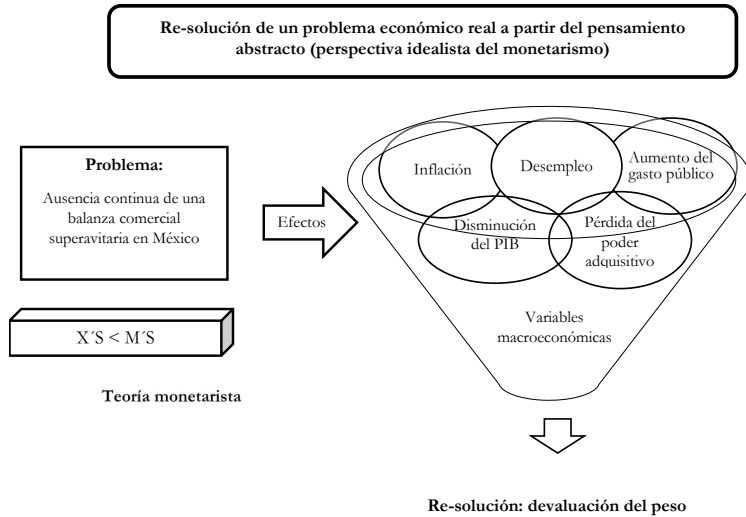 Re-solución de un problema económico real a partir del pensamiento
abstracto (perspectiva idealista del monetarismo)
Problema:
Ausencia continua de una
balanza comercial
superavitaria en México
X´S < M´S
Teoría monetarista
Efectos
Inflación
Desempleo
Aumento del
gasto público
Disminución
del PIB
Pérdida del
poder
adquisitivo
Variables
macroeconómicas
Re-solución: devaluación del peso